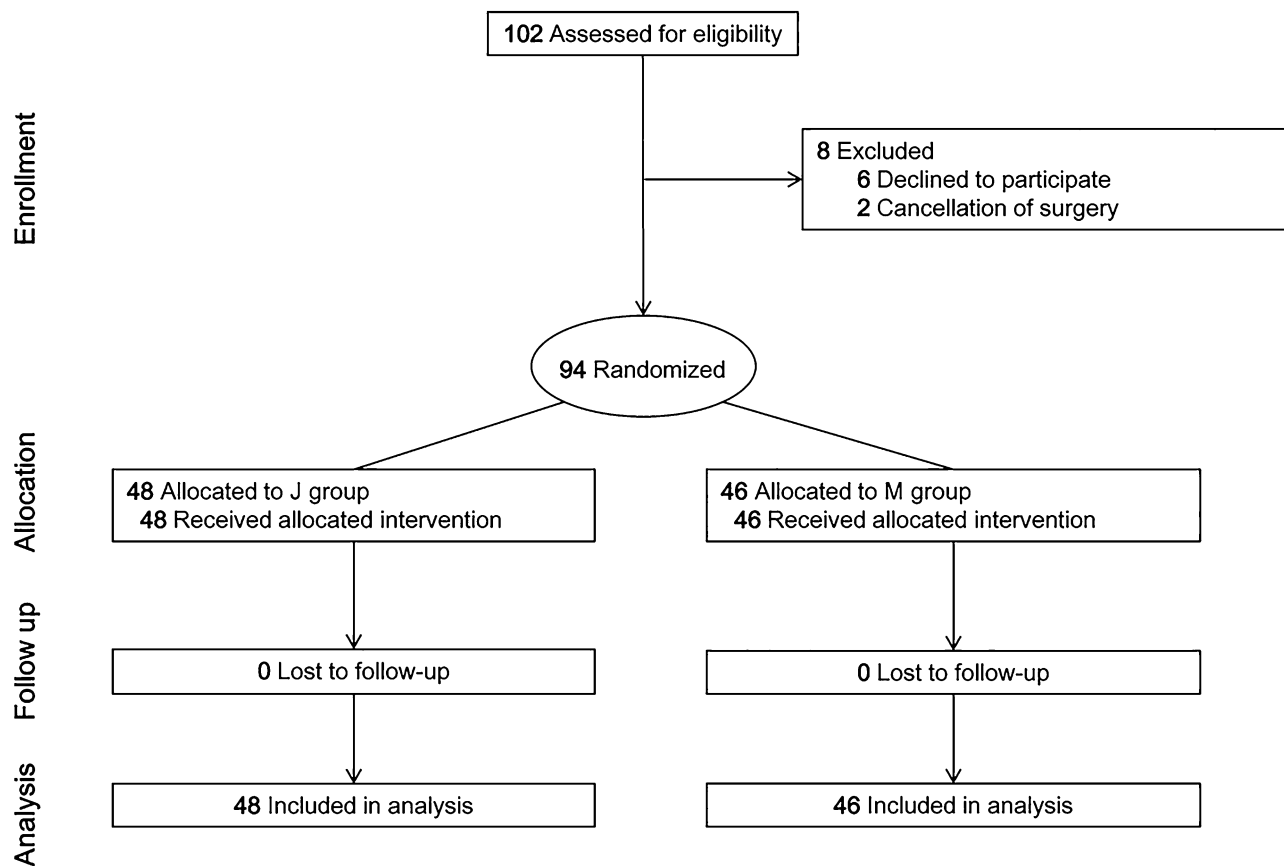 102 Assessed for eligibility
Enrollment
8 Excluded
6 Declined to participate
2 Cancellation of surgery
94 Randomized
Allocation
48 Allocated to J group
48 Received allocated intervention
46 Allocated to M group
46 Received allocated intervention
Follow up
0 Lost to follow-up
0 Lost to follow-up
Analysis
48 Included in analysis
46 Included in analysis